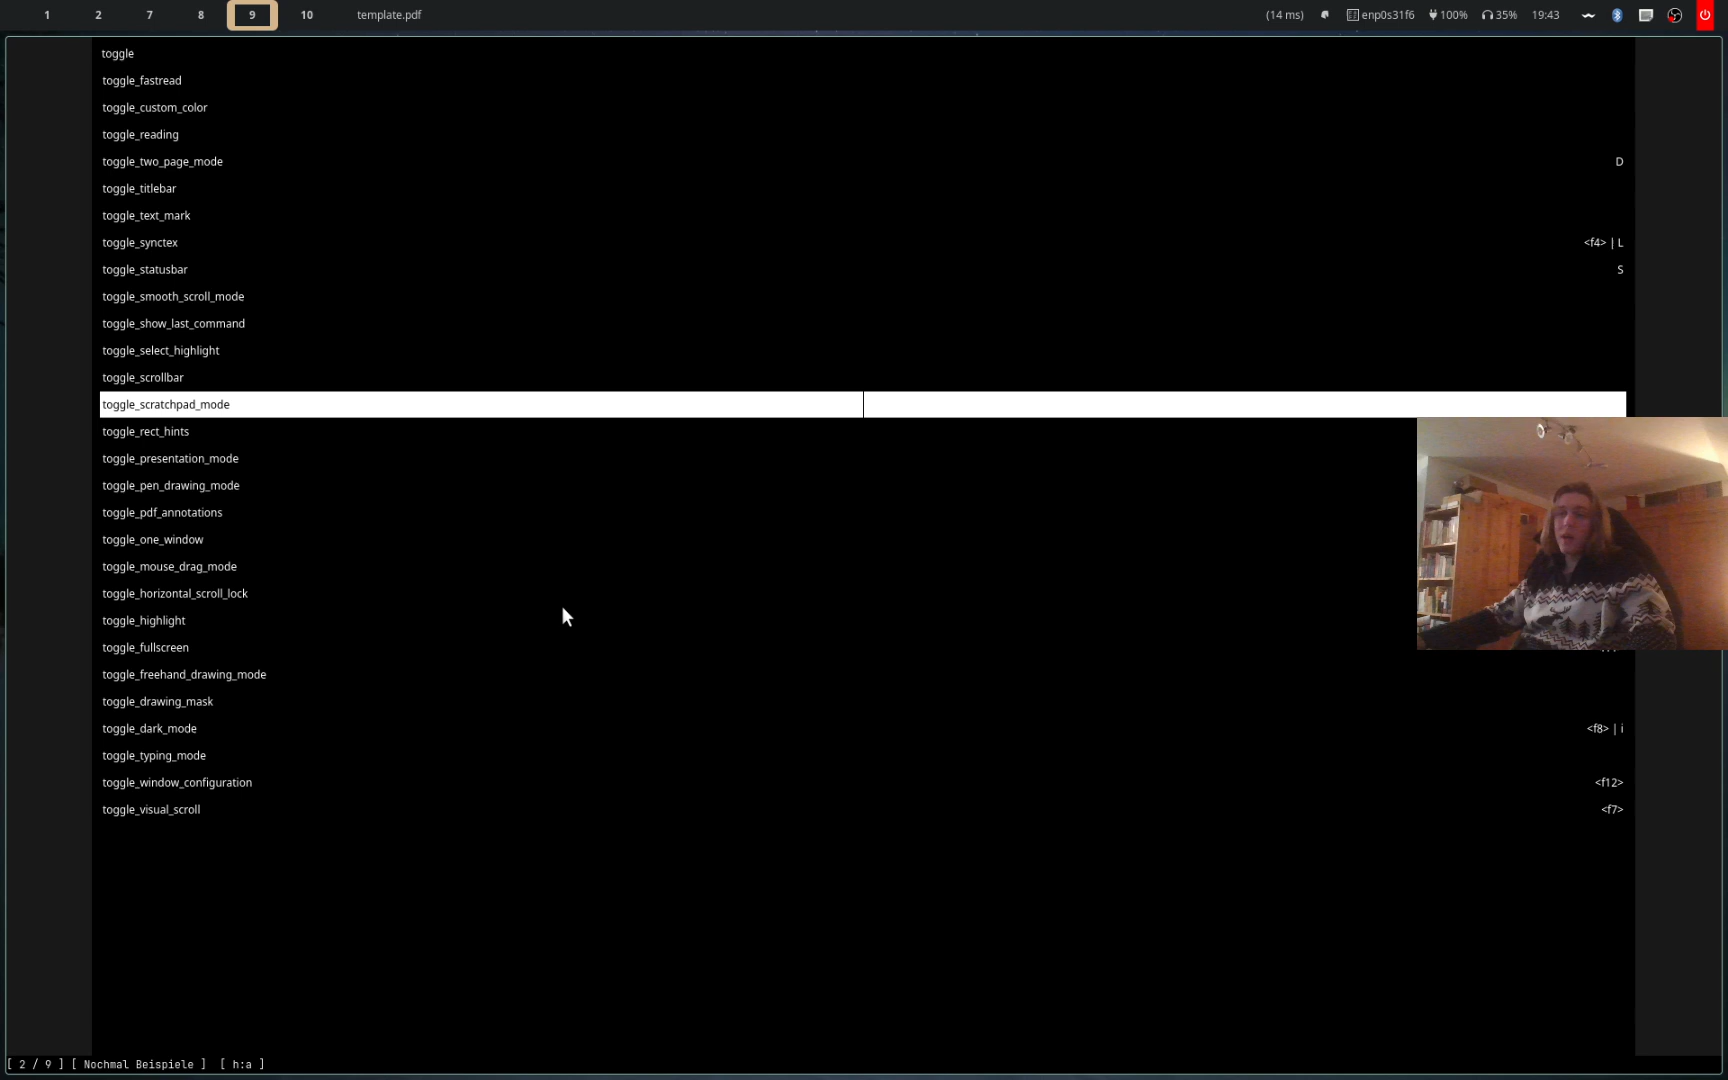 1 2 7 8 9 10 template.pdf (14 ms) enp0s31f6 100% 35% 19:43
toggle
toggle_fastread
toggle_custom_color
toggle_reading
toggle_two_page_mode D
toggle_titlebar
toggle_text_mark
toggle_synctex <f4> | L
toggle_statusbar S
toggle_smooth_scroll_mode
toggle_show_last_command
toggle_select_highlight
toggle_scrollbar
toggle_scratchpad_mode
toggle_rect_hints
toggle_presentation_mode
toggle_pen_drawing_mode
toggle_pdf_annotations
toggle_one_window
toggle_mouse_drag_mode
toggle_horizontal_scroll_lock
toggle_highlight
toggle_fullscreen
toggle_freehand_drawing_mode
toggle_drawing_mask
toggle_dark_mode <f8> | i
toggle_typing_mode
toggle_window_configuration <f12>
toggle_visual_scroll <f7>
[ 2 / 9 ] [ Nochmal Beispiele ] [ h:a ]